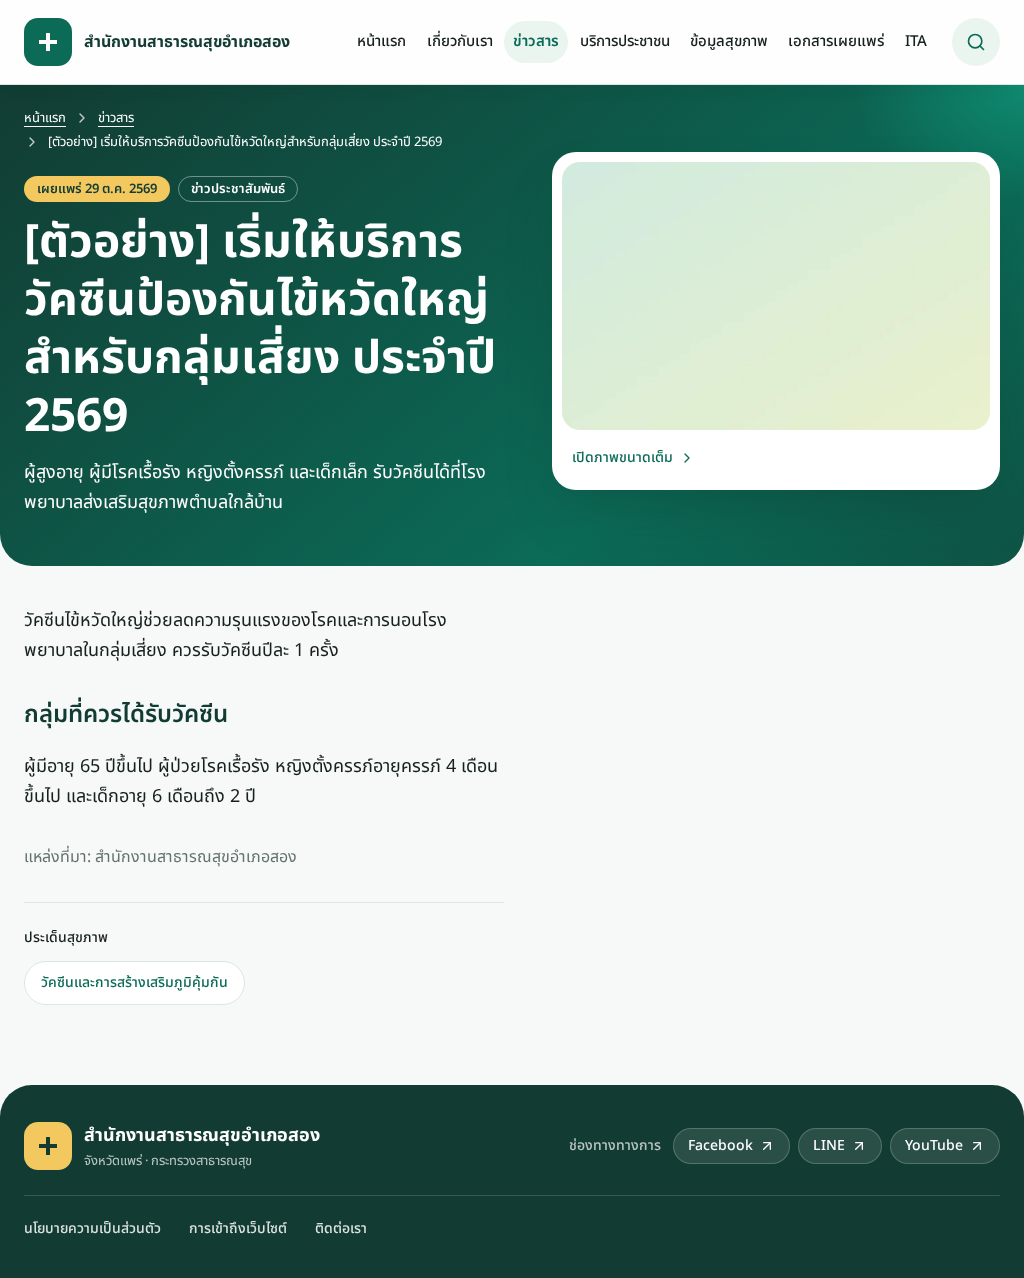 สำนักงานสาธารณสุขอำเภอสอง
หน้าแรก
เกี่ยวกับเรา
ข่าวสาร
บริการประชาชน
ข้อมูลสุขภาพ
เอกสารเผยแพร่
ITA
หน้าแรก
ข่าวสาร
[ตัวอย่าง] เริ่มให้บริการวัคซีนป้องกันไข้หวัดใหญ่สำหรับกลุ่มเสี่ยง ประจำปี 2569
เผยแพร่ 29 ต.ค. 2569
ข่าวประชาสัมพันธ์
[ตัวอย่าง] เริ่มให้บริการ
วัคซีนป้องกันไข้หวัดใหญ่
สำหรับกลุ่มเสี่ยง ประจำปี
2569
ผู้สูงอายุ ผู้มีโรคเรื้อรัง หญิงตั้งครรภ์ และเด็กเล็ก รับวัคซีนได้ที่โรง
พยาบาลส่งเสริมสุขภาพตำบลใกล้บ้าน
เปิดภาพขนาดเต็ม
วัคซีนไข้หวัดใหญ่ช่วยลดความรุนแรงของโรคและการนอนโรง
พยาบาลในกลุ่มเสี่ยง ควรรับวัคซีนปีละ 1 ครั้ง
กลุ่มที่ควรได้รับวัคซีน
ผู้มีอายุ 65 ปีขึ้นไป ผู้ป่วยโรคเรื้อรัง หญิงตั้งครรภ์อายุครรภ์ 4 เดือน
ขึ้นไป และเด็กอายุ 6 เดือนถึง 2 ปี
แหล่งที่มา: สำนักงานสาธารณสุขอำเภอสอง
ประเด็นสุขภาพ
วัคซีนและการสร้างเสริมภูมิคุ้มกัน
สำนักงานสาธารณสุขอำเภอสอง
จังหวัดแพร่ · กระทรวงสาธารณสุข
ช่องทางทางการ
Facebook
LINE
YouTube
นโยบายความเป็นส่วนตัว
การเข้าถึงเว็บไซต์
ติดต่อเรา